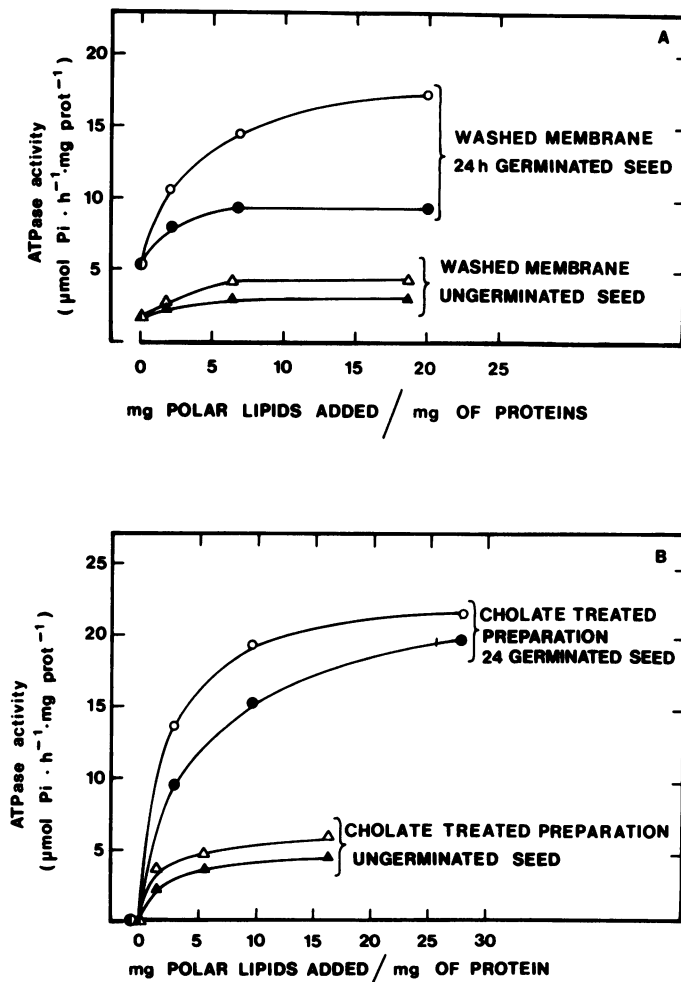 A
20
15
10
5
ATPase activity
(µmol Pi · h⁻¹·mg prot⁻¹)
WASHED MEMBRANE
24h GERMINATED SEED
WASHED MEMBRANE
UNGERMINATED SEED
0 5 10 15 20 25
mg POLAR LIPIDS ADDED / mg OF PROTEINS
B
25
20
15
10
5
ATPase activity
(µmol Pi · h⁻¹·mg prot⁻¹)
CHOLATE TREATED
PREPARATION
24 GERMINATED SEED
CHOLATE TREATED PREPARATION
UNGERMINATED SEED
0 5 10 15 20 25 30
mg POLAR LIPIDS ADDED / mg OF PROTEIN